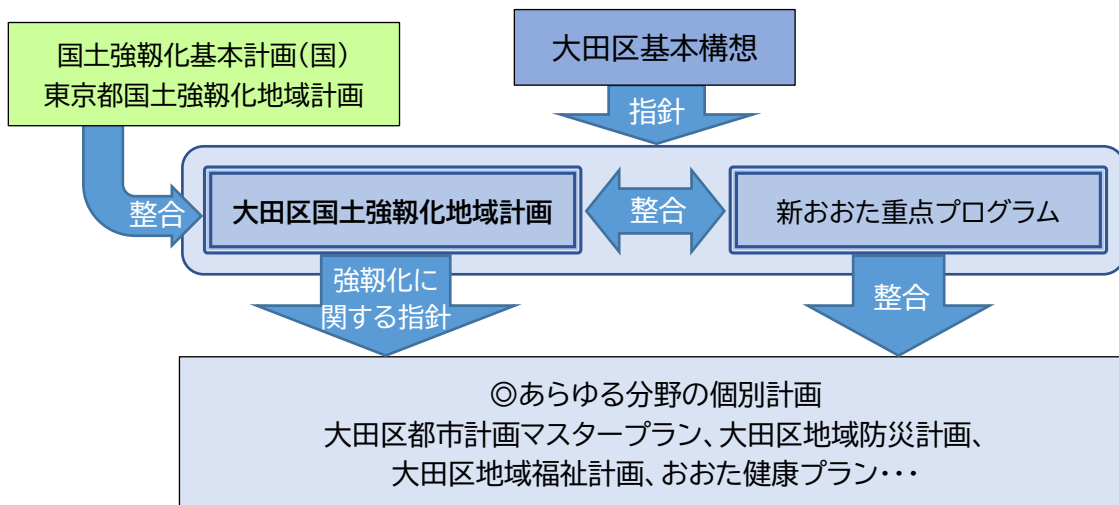 国土強靱化基本計画(国)
東京都国土強靱化地域計画
大田区基本構想
指針
整合
大田区国土強靱化地域計画
整合
新おおた重点プログラム
強靱化に
関する指針
整合
◎あらゆる分野の個別計画
大田区都市計画マスタープラン、大田区地域防災計画、
大田区地域福祉計画、おおた健康プラン・・・